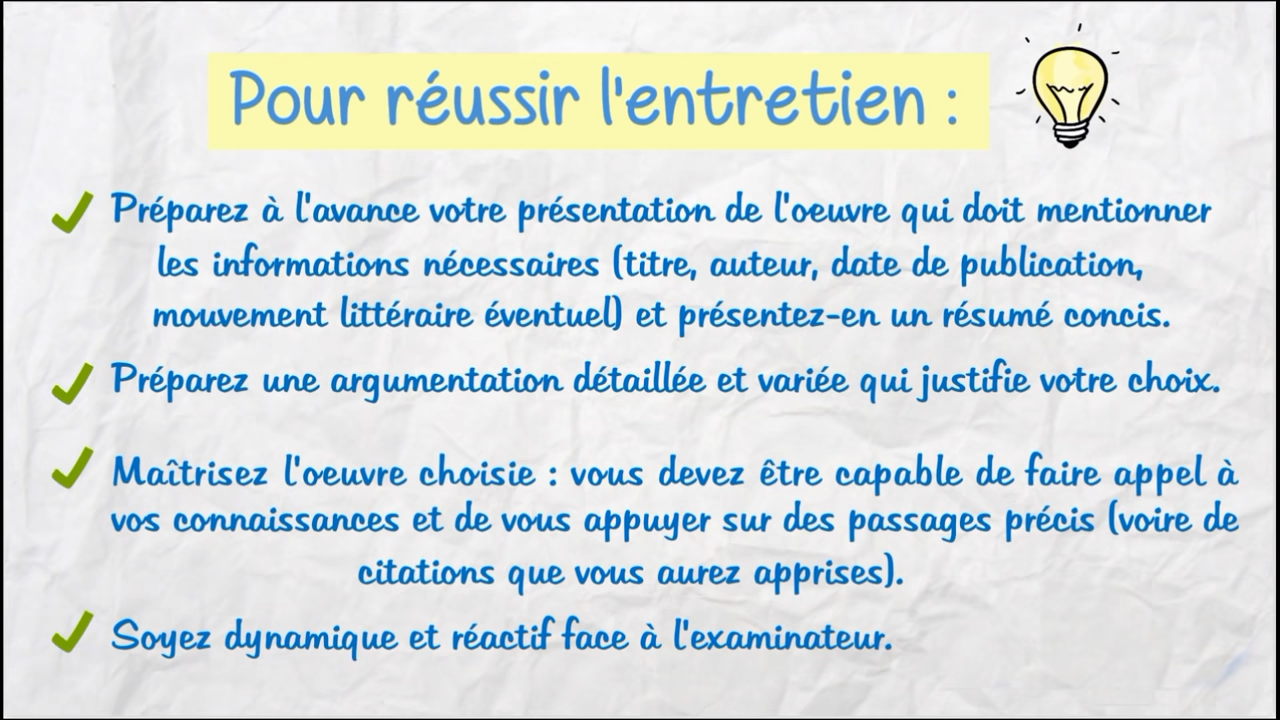 Pour réussir l'entretien :
Préparez à l'avance votre présentation de l'oeuvre qui doit mentionner
les informations nécessaires (titre, auteur, date de publication,
mouvement littéraire éventuel) et présentez-en un résumé concis.
Préparez une argumentation détaillée et variée qui justifie votre choix.
Maîtrisez l'oeuvre choisie : vous devez être capable de faire appel à
vos connaissances et de vous appuyer sur des passages précis (voire de
citations que vous aurez apprises).
Soyez dynamique et réactif face à l'examinateur.